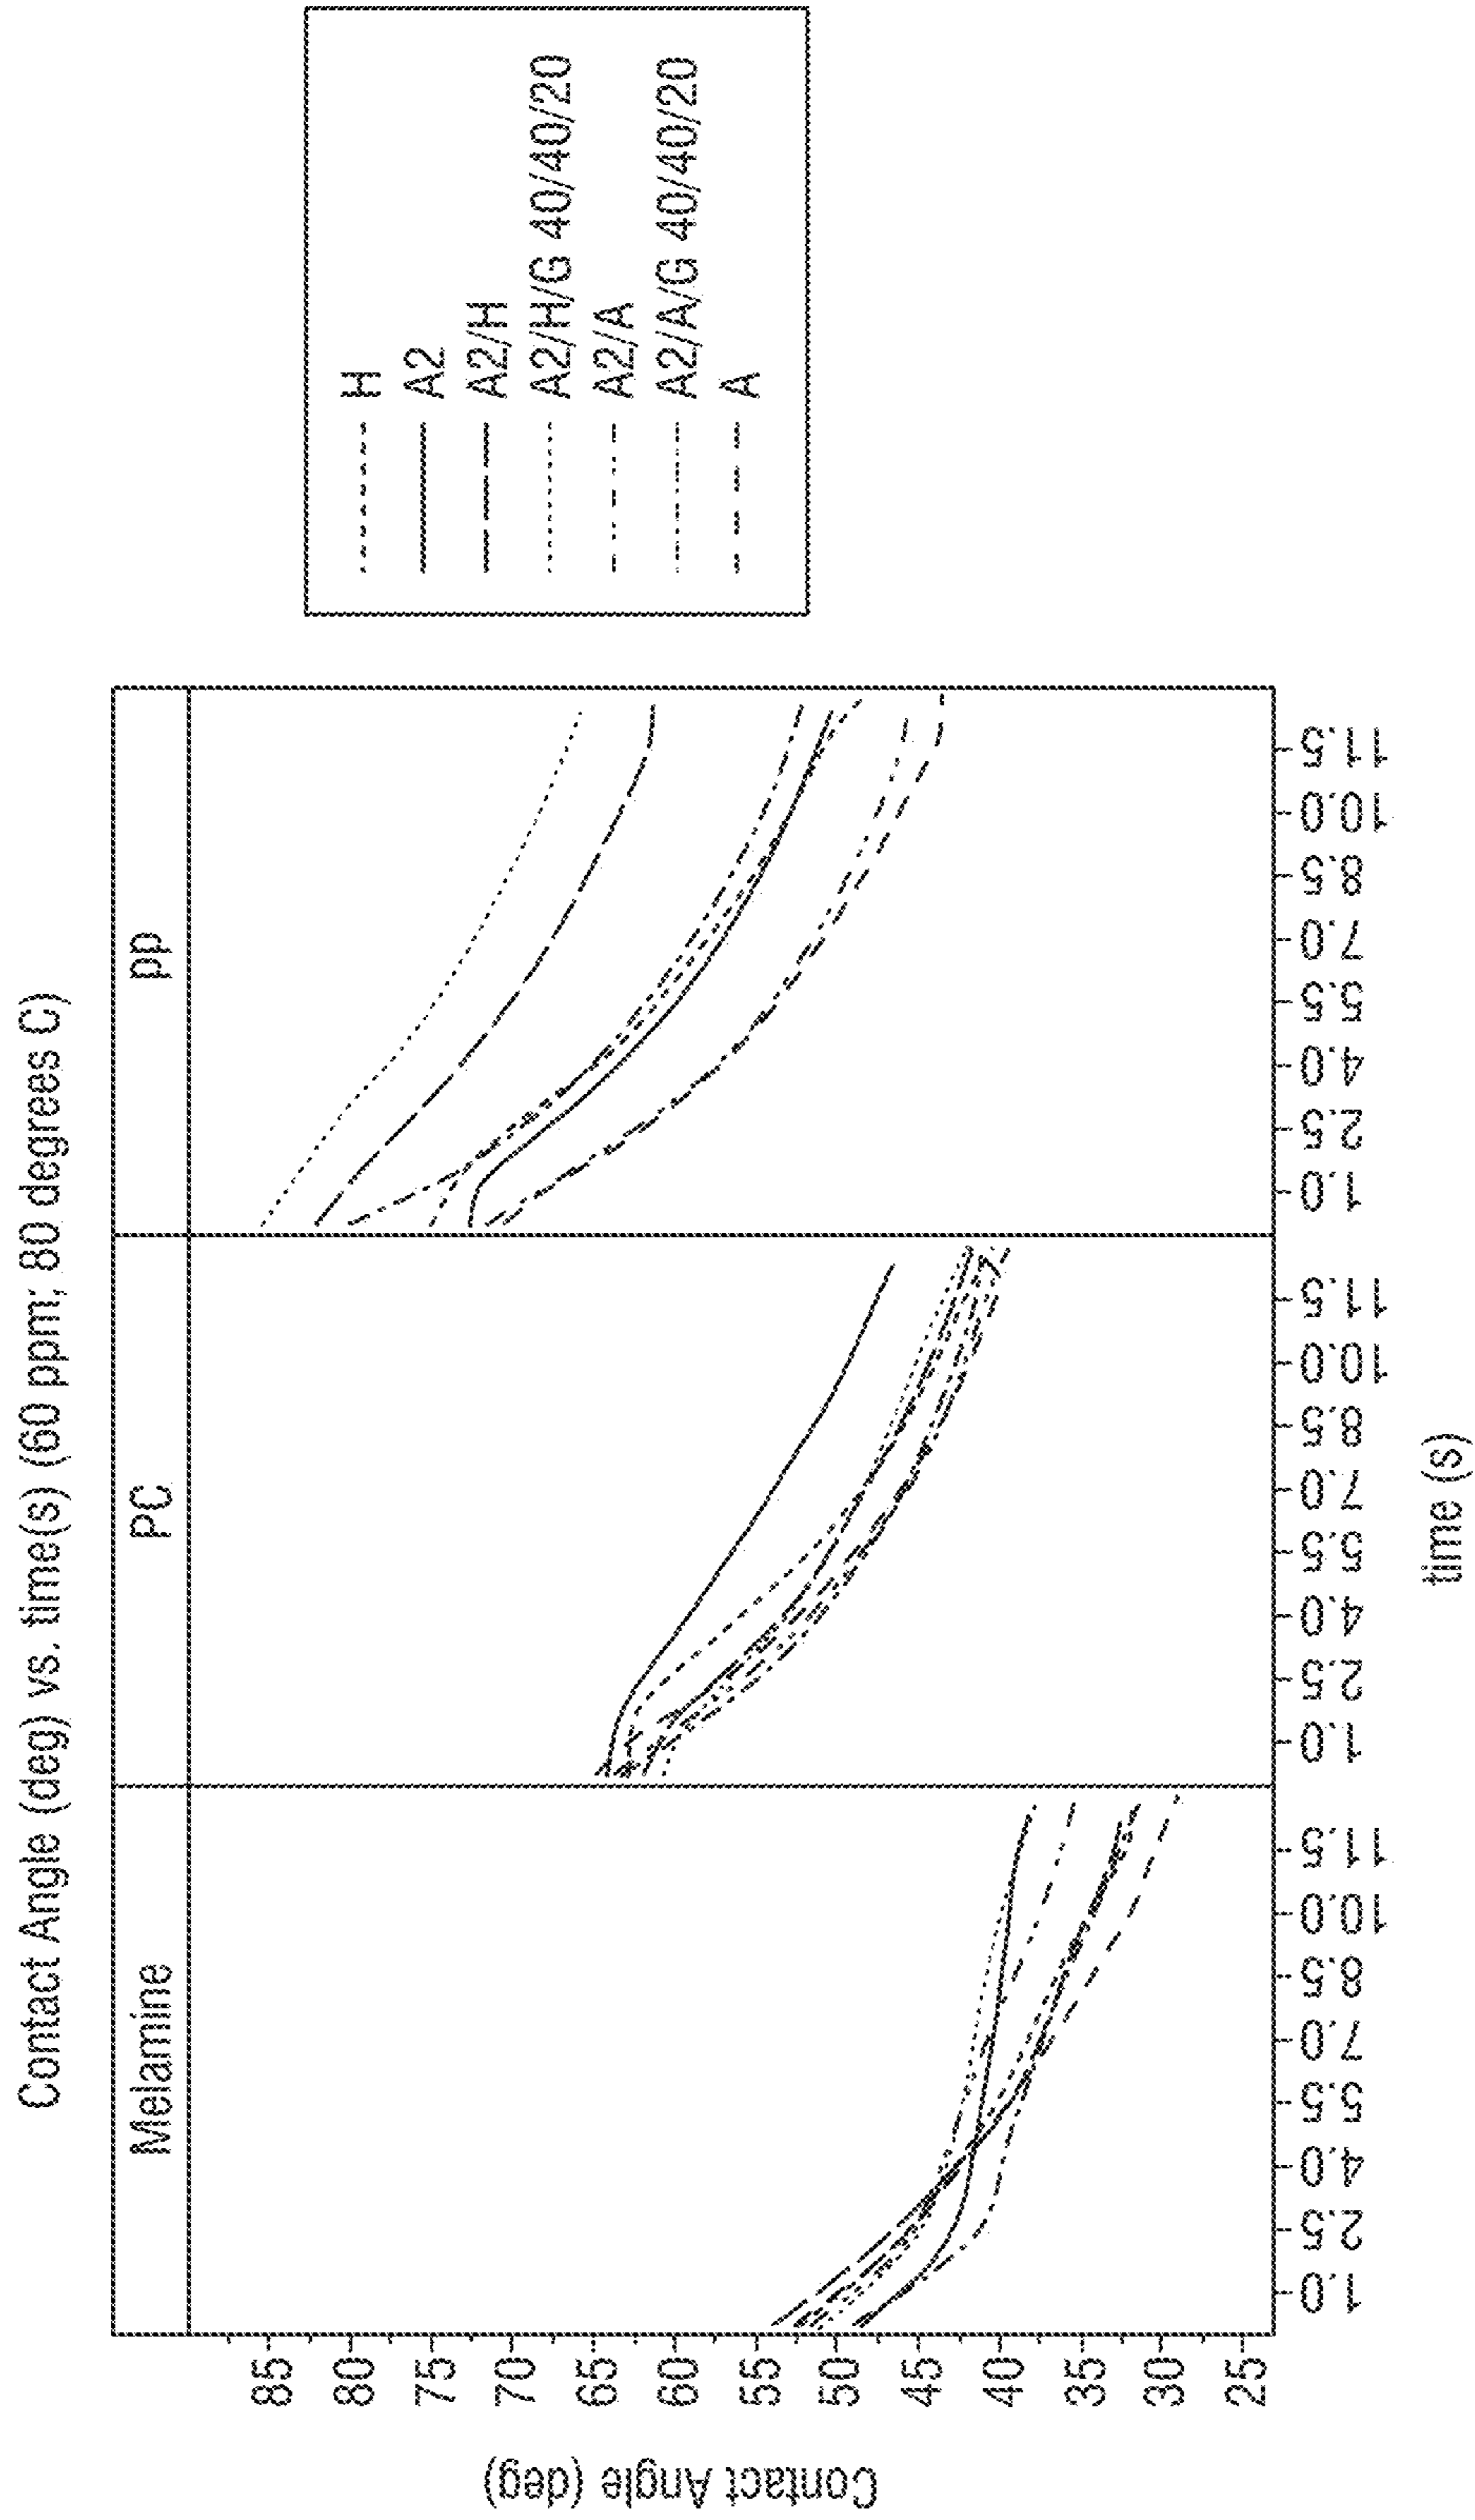 Contact Angle (deg) vs. time(s) (60 ppm; 80 degrees C)
Melamine
PC
pp
Contact Angle (deg)
85
80
75
70
65
60
55
50
45
40
35
30
25
1.0
2.5
4.0
5.5
7.0
8.5
10.0
11.5
1.0
2.5
4.0
5.5
7.0
8.5
10.0
11.5
1.0
2.5
4.0
5.5
7.0
8.5
10.0
11.5
time (s)
H
A2
A2/H
A2/H/G 40/40/20
A2/A
A2/A/G 40/40/20
A